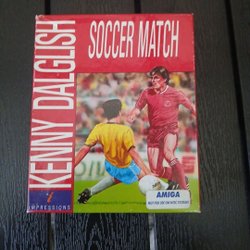 KENNY DALGLISH
SOCCER MATCH
IMPRESSIONS
AMIGA